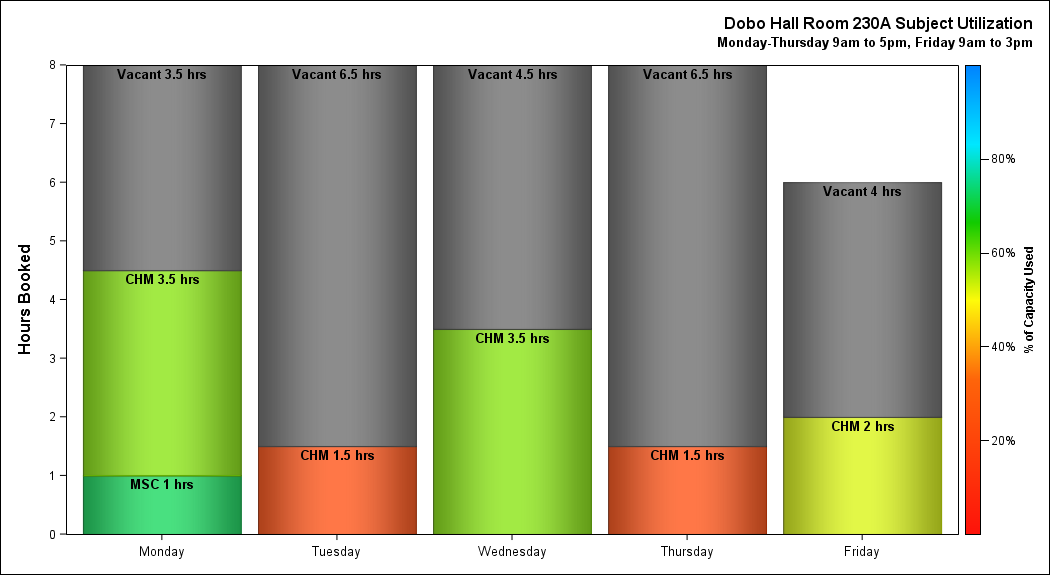 Dobo Hall Room 230A Subject Utilization
Monday-Thursday 9am to 5pm, Friday 9am to 3pm
Hours Booked
8
7
6
5
4
3
2
1
0
Vacant 3.5 hrs
CHM 3.5 hrs
MSC 1 hrs
Vacant 6.5 hrs
CHM 1.5 hrs
Vacant 4.5 hrs
CHM 3.5 hrs
Vacant 6.5 hrs
CHM 1.5 hrs
Vacant 4 hrs
CHM 2 hrs
Monday
Tuesday
Wednesday
Thursday
Friday
80%
60%
40%
20%
% of Capacity Used